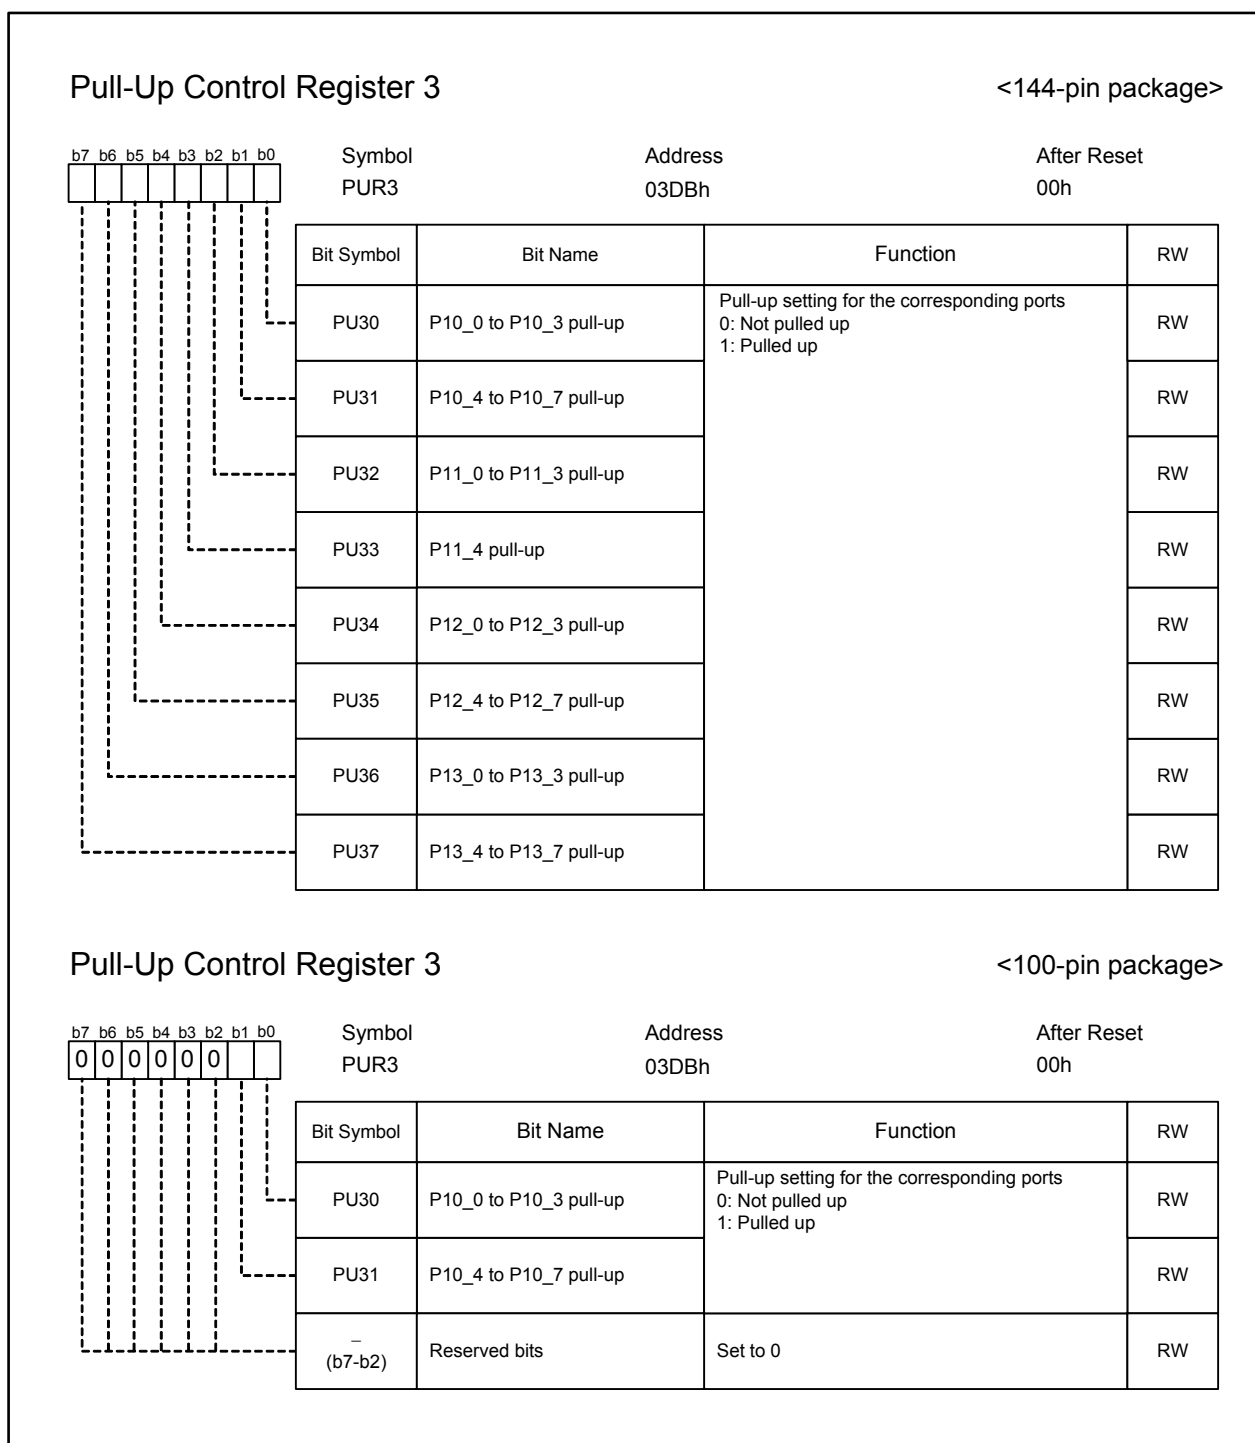 Pull-Up Control Register 3 <144-pin package>
b7 b6 b5 b4 b3 b2 b1 b0 Symbol Address After Reset
PUR3 03DBh 00h
Bit Symbol Bit Name Function RW
PU30 P10_0 to P10_3 pull-up Pull-up setting for the corresponding ports RW
0: Not pulled up
1: Pulled up
PU31 P10_4 to P10_7 pull-up RW
PU32 P11_0 to P11_3 pull-up RW
PU33 P11_4 pull-up RW
PU34 P12_0 to P12_3 pull-up RW
PU35 P12_4 to P12_7 pull-up RW
PU36 P13_0 to P13_3 pull-up RW
PU37 P13_4 to P13_7 pull-up RW
Pull-Up Control Register 3 <100-pin package>
b7 b6 b5 b4 b3 b2 b1 b0 Symbol Address After Reset
0 0 0 0 0 0 PUR3 03DBh 00h
Bit Symbol Bit Name Function RW
PU30 P10_0 to P10_3 pull-up Pull-up setting for the corresponding ports RW
0: Not pulled up
1: Pulled up
PU31 P10_4 to P10_7 pull-up RW
–
(b7-b2) Reserved bits Set to 0 RW